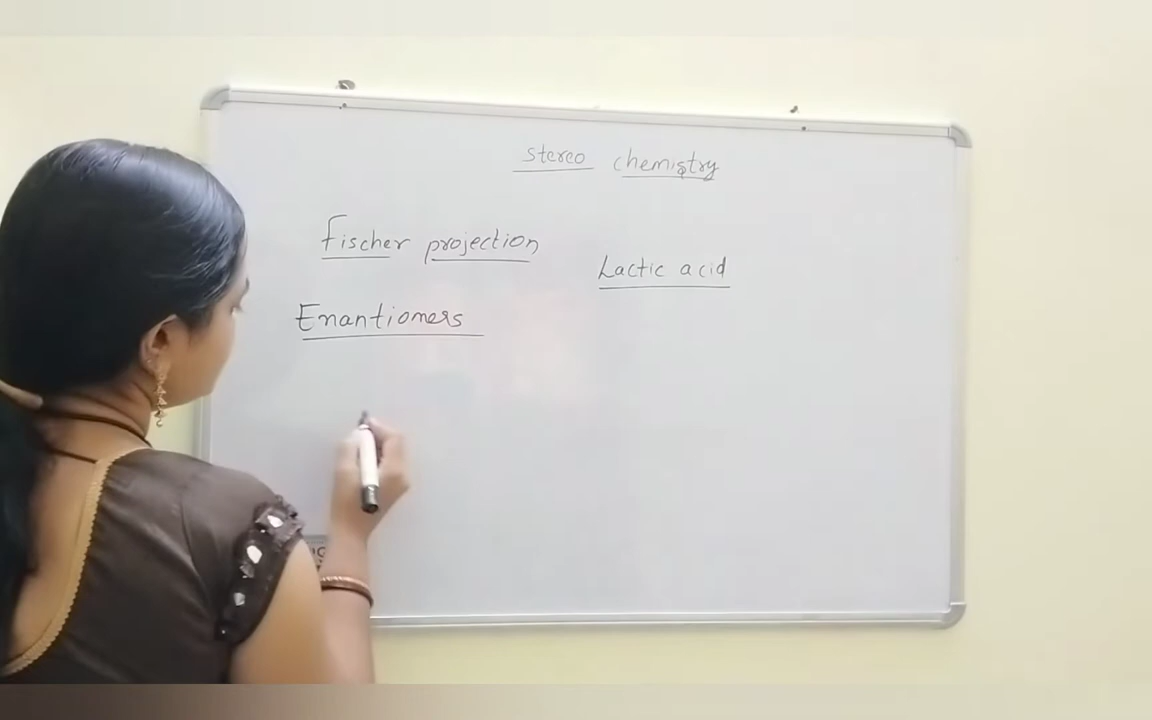 Stereo chemistry
Fischer projection
Lactic acid
Enantiomers